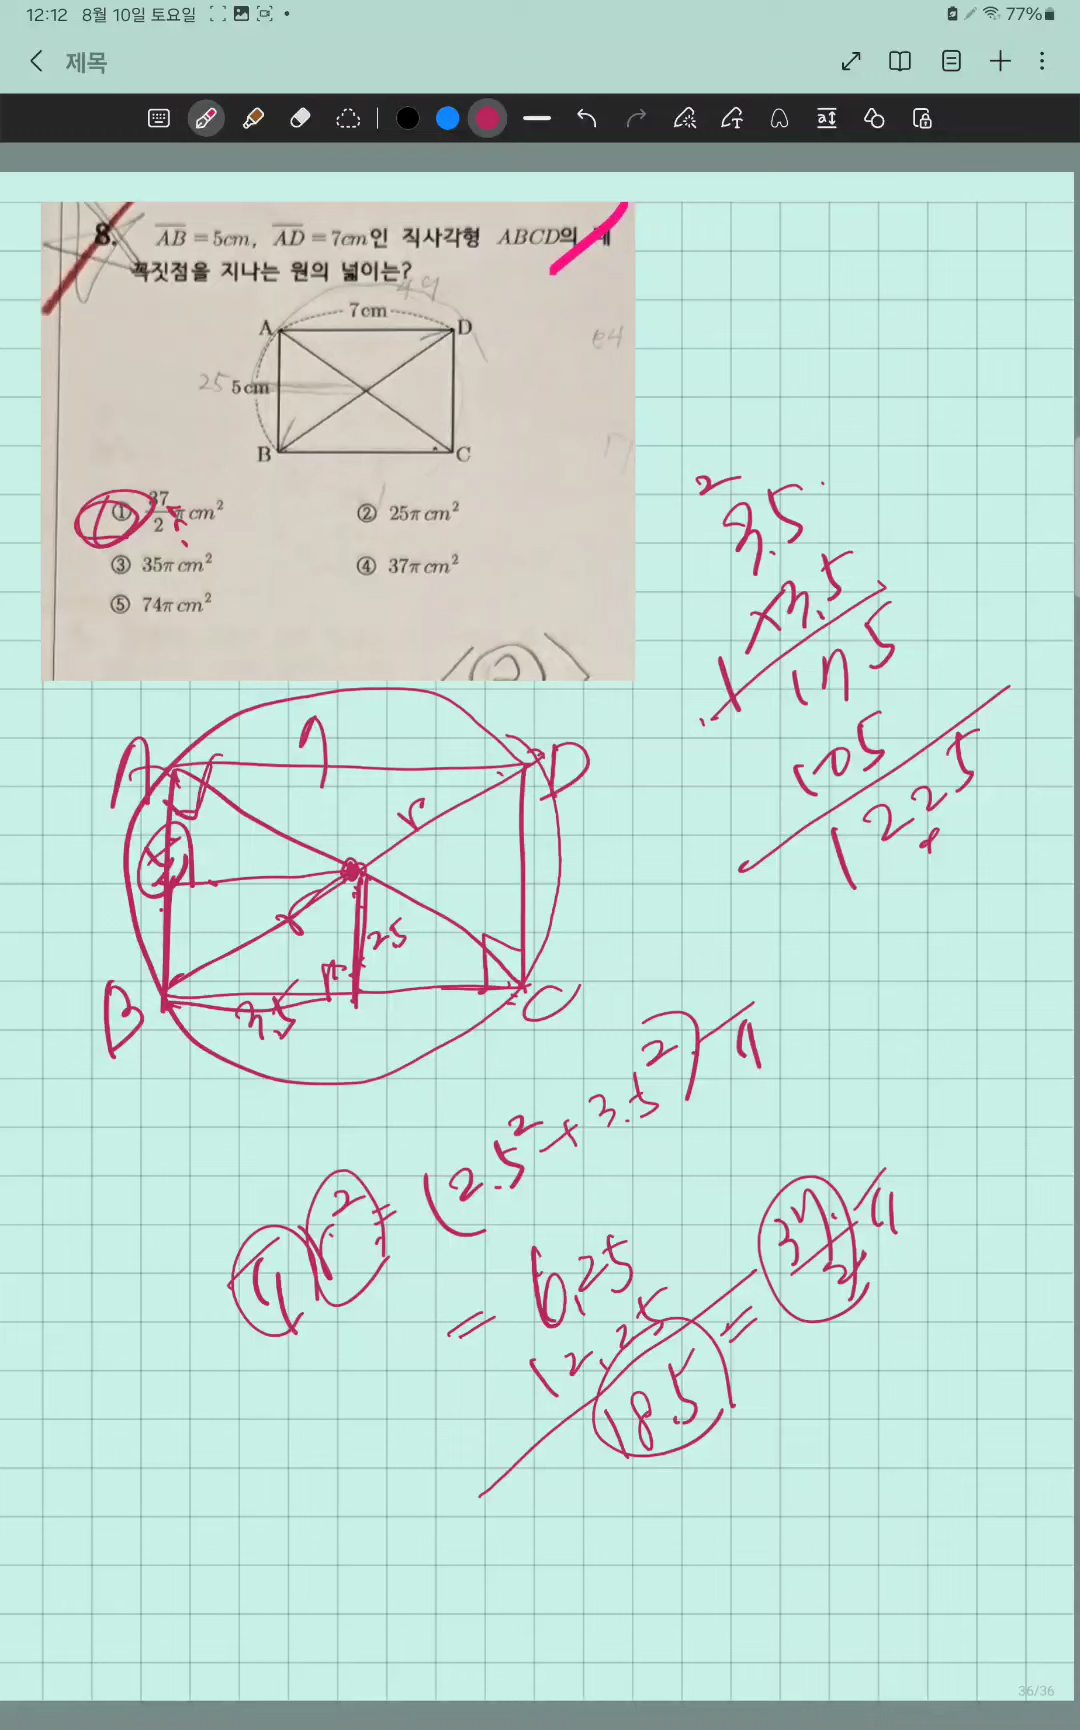 12:12 8월 10일 토요일
77%
제목
8. AB = 5cm, AD = 7cm인 직사각형 ABCD의 네
꼭짓점을 지나는 원의 넓이는?
49
7cm
A
D
25
5cm
B
C
① 37/2 π cm²
② 25π cm²
③ 35π cm²
④ 37π cm²
⑤ 74π cm²
2
3.5
×3.5
+ 175
105
12.25
A
7
D
r
r
2.5
B
3.5
C
πr² = (2.5² + 3.5²)π
= 6.25
12.25
18.5
= 37/2 π
36/36